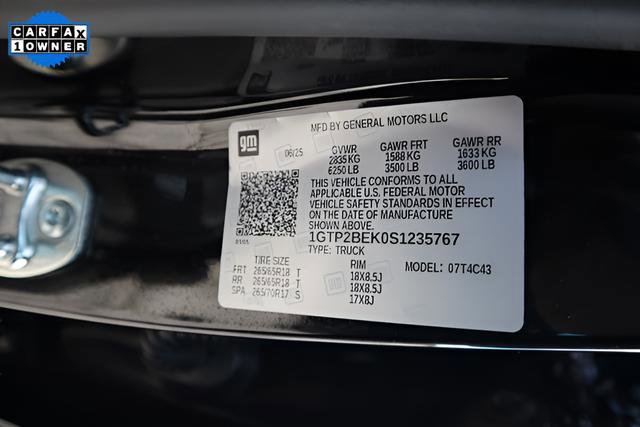 CARFAX
1 OWNER
gm
06/25
MFD BY GENERAL MOTORS LLC
GVWR GAWR FRT GAWR RR
2835 KG 1588 KG 1633 KG
6250 LB 3500 LB 3600 LB
THIS VEHICLE CONFORMS TO ALL
APPLICABLE U.S. FEDERAL MOTOR
VEHICLE SAFETY STANDARDS IN EFFECT
ON THE DATE OF MANUFACTURE
SHOWN ABOVE.
1GTP2BEK0S1235767
TYPE: TRUCK
TIRE SIZE RIM MODEL: 07T4C43
FRT 265/65R18 T 18X8.5J
RR 265/65R18 T 18X8.5J
SPA 265/70R17 S 17X8J